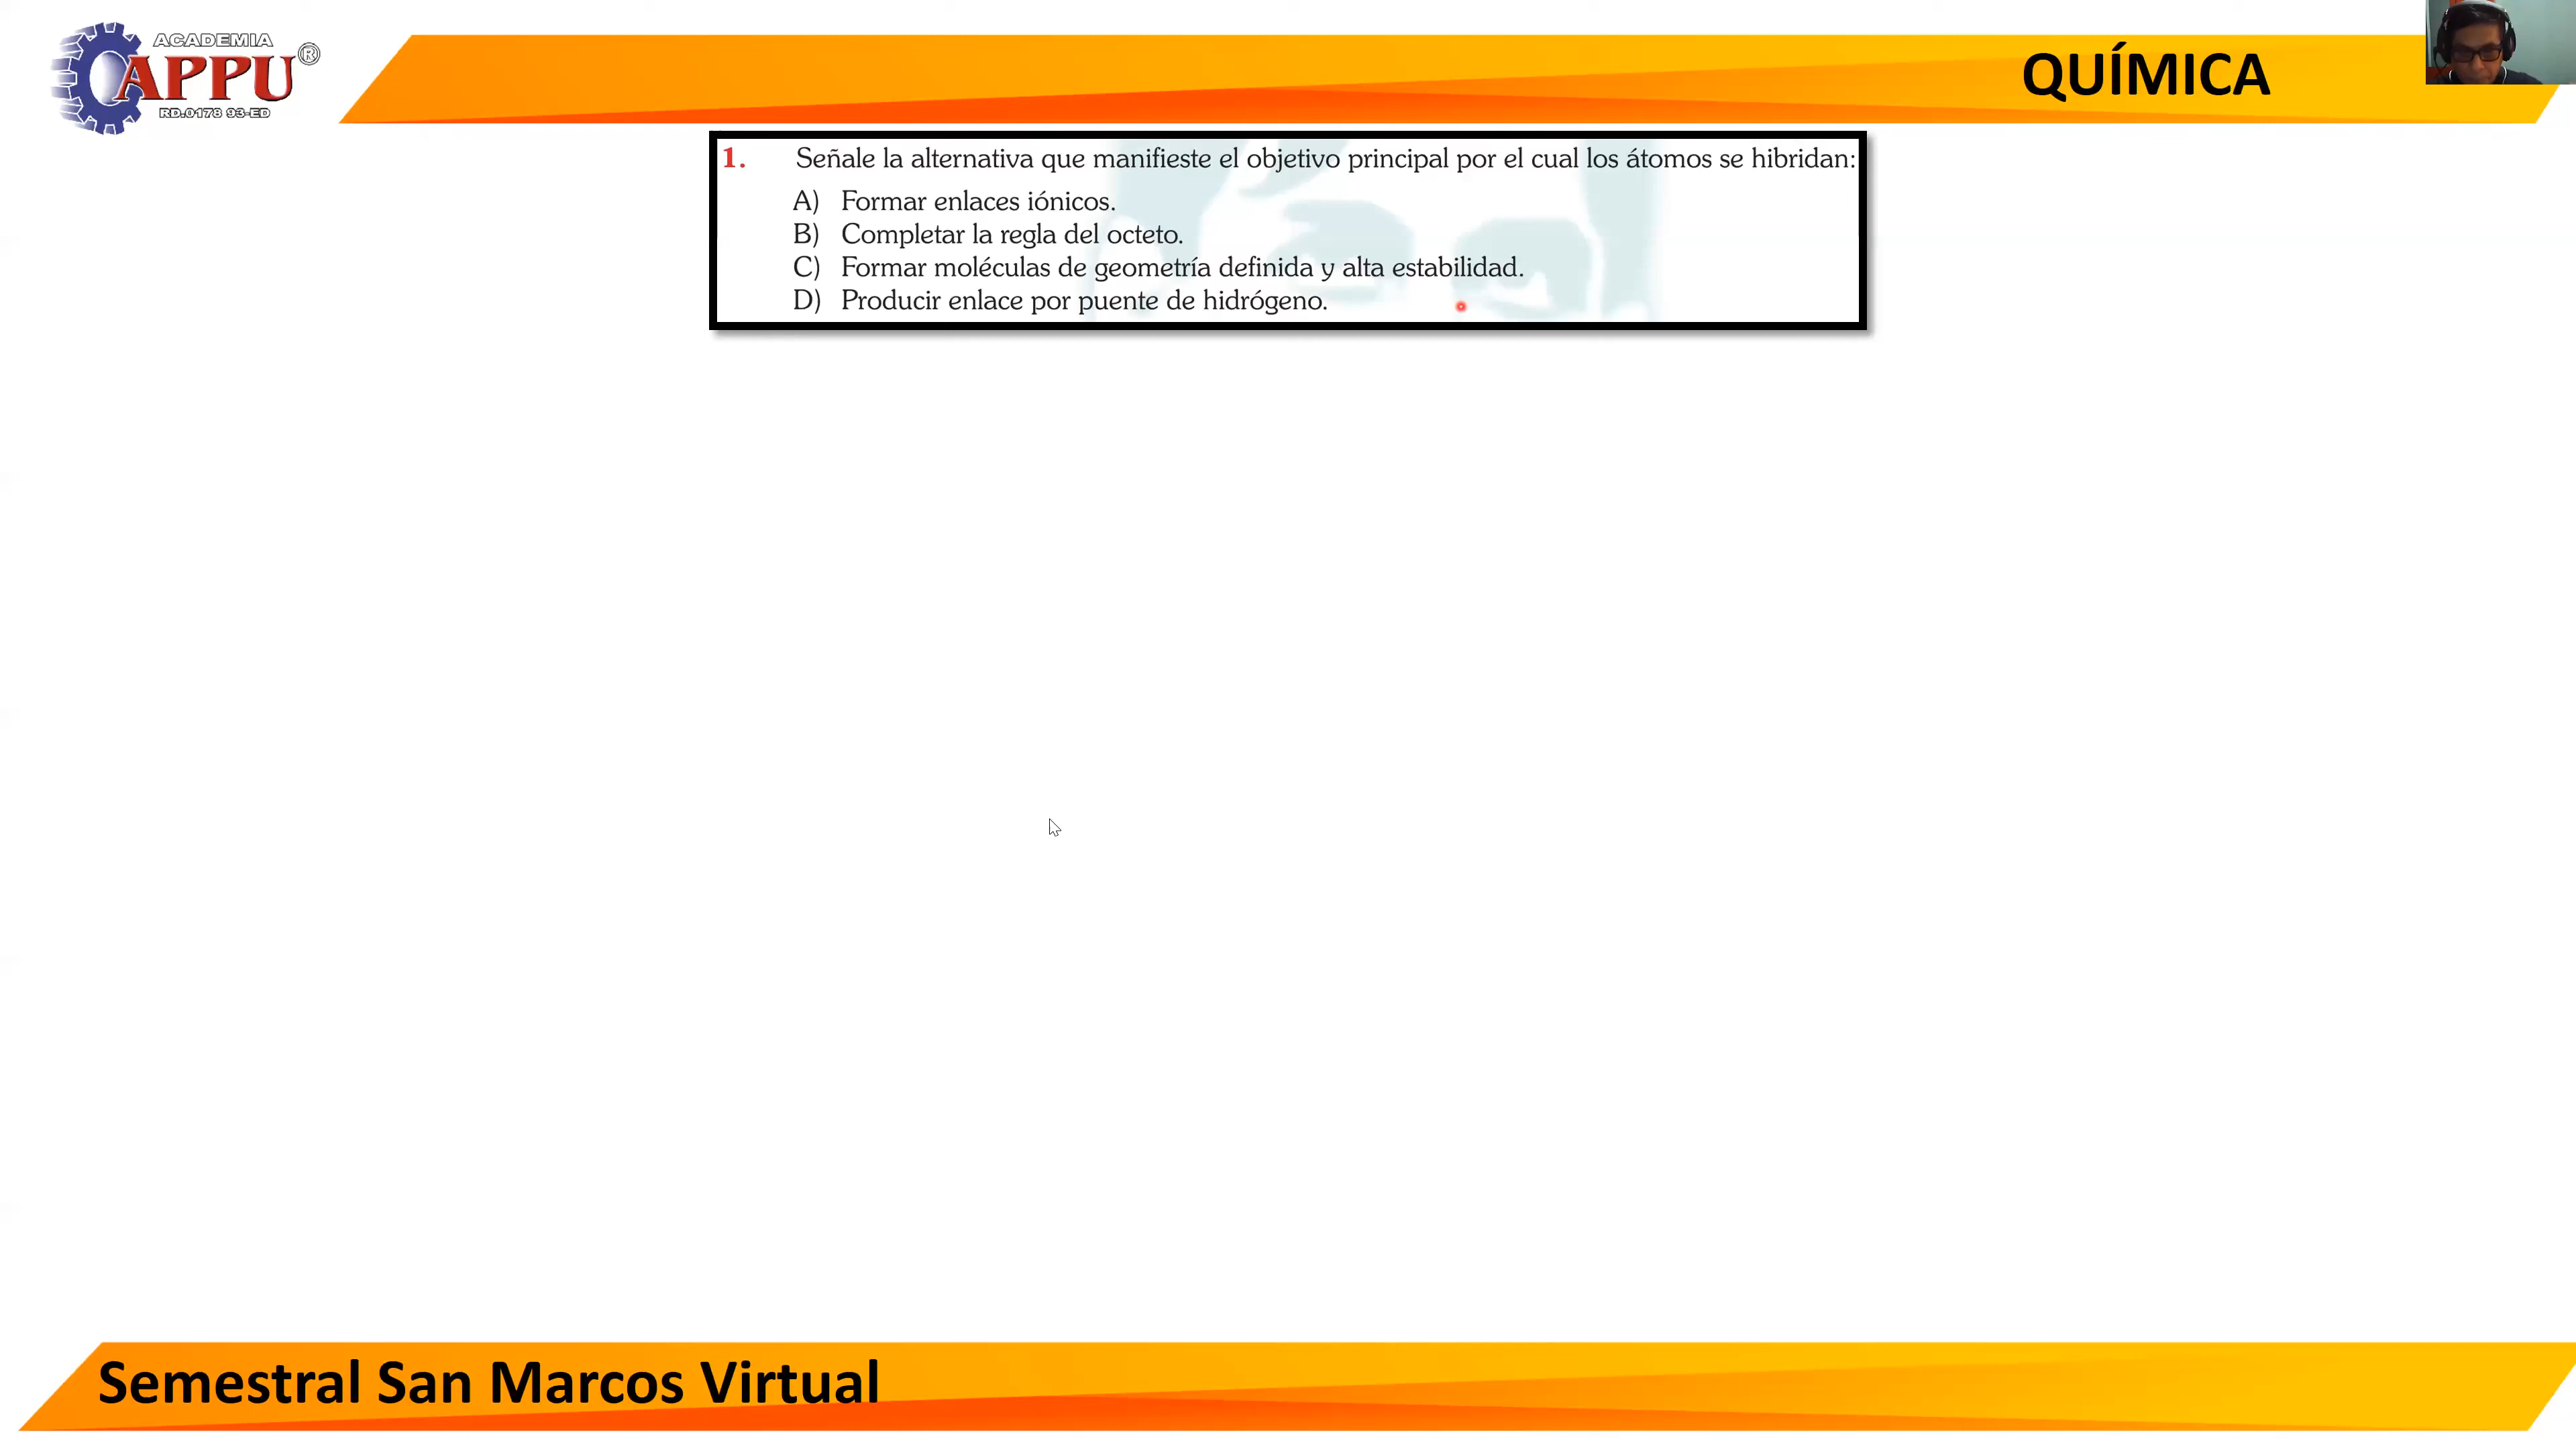 ACADEMIA
APPU®
RD.0178 93-ED
QUÍMICA
1. Señale la alternativa que manifieste el objetivo principal por el cual los átomos se hibridan:
A) Formar enlaces iónicos.
B) Completar la regla del octeto.
C) Formar moléculas de geometría definida y alta estabilidad.
D) Producir enlace por puente de hidrógeno.
Semestral San Marcos Virtual